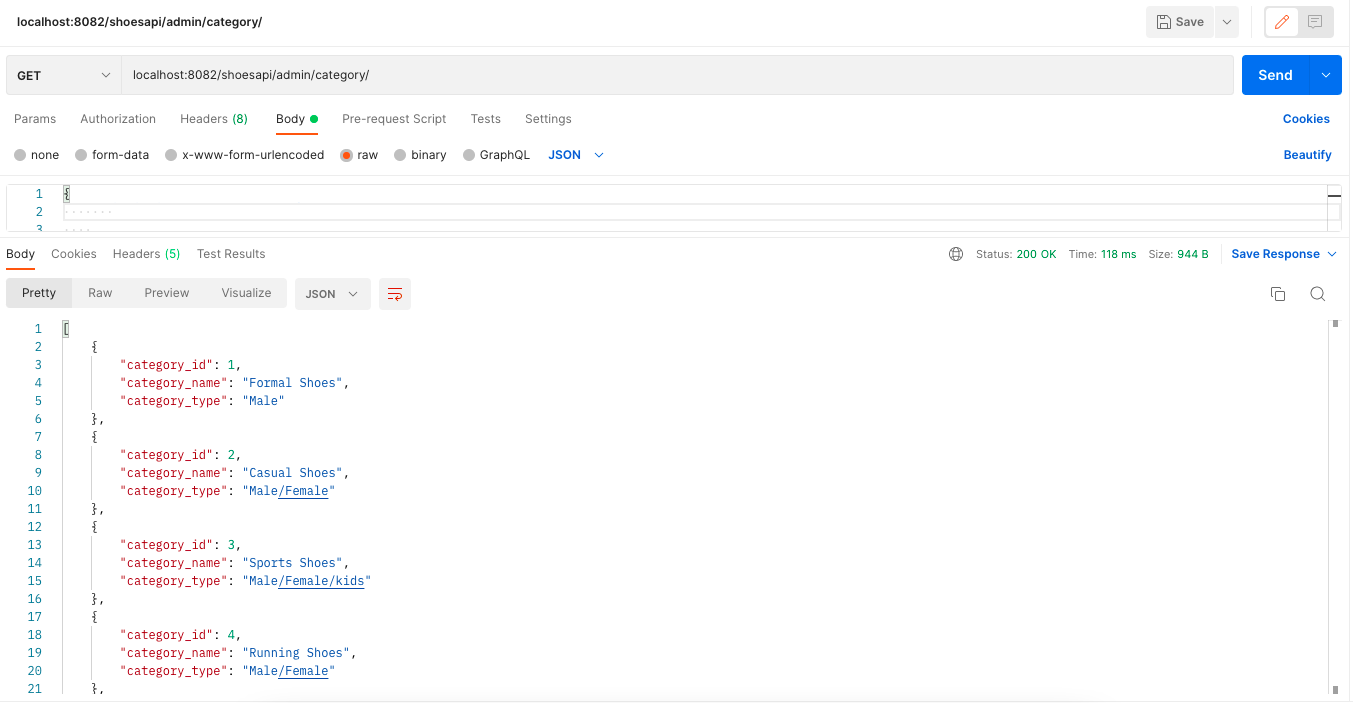 localhost:8082/shoesapi/admin/category/
Save
GET
localhost:8082/shoesapi/admin/category/
Send
Params Authorization Headers (8) Body Pre-request Script Tests Settings Cookies
none form-data x-www-form-urlencoded raw binary GraphQL JSON Beautify
1 {
2
3
Body Cookies Headers (5) Test Results Status: 200 OK Time: 118 ms Size: 944 B Save Response
Pretty Raw Preview Visualize JSON
1 [
2 {
3 "category_id": 1,
4 "category_name": "Formal Shoes",
5 "category_type": "Male"
6 },
7 {
8 "category_id": 2,
9 "category_name": "Casual Shoes",
10 "category_type": "Male/Female"
11 },
12 {
13 "category_id": 3,
14 "category_name": "Sports Shoes",
15 "category_type": "Male/Female/kids"
16 },
17 {
18 "category_id": 4,
19 "category_name": "Running Shoes",
20 "category_type": "Male/Female"
21 },